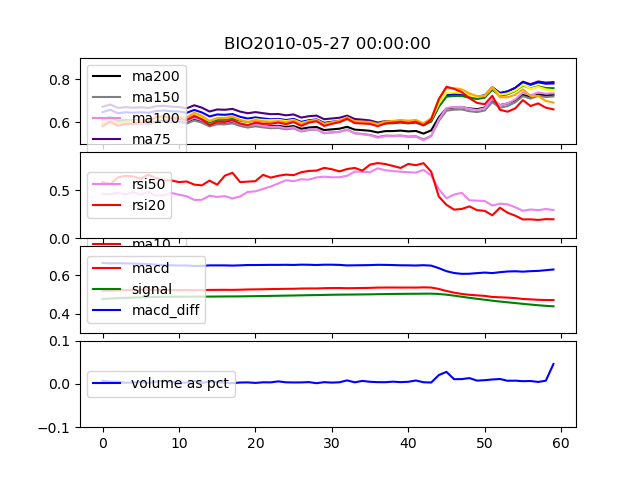 BIO2010-05-27 00:00:00
0.8
0.6
ma200
ma150
ma100
ma75
0.5
0.0
rsi50
rsi20
ma10
0.6
0.4
macd
signal
macd_diff
0.1
0.0
−0.1
volume as pct
0 10 20 30 40 50 60